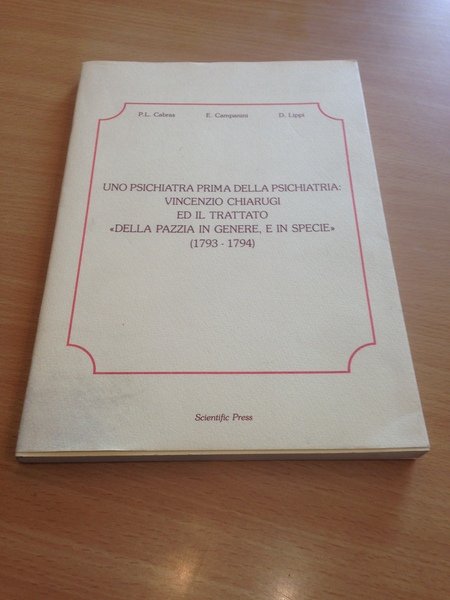 P.L. Cabras E. Campanini D. Lippi
UNO PSICHIATRA PRIMA DELLA PSICHIATRIA:
VINCENZIO CHIARUGI
ED IL TRATTATO
«DELLA PAZZIA IN GENERE, E IN SPECIE»
(1793 - 1794)
Scientific Press